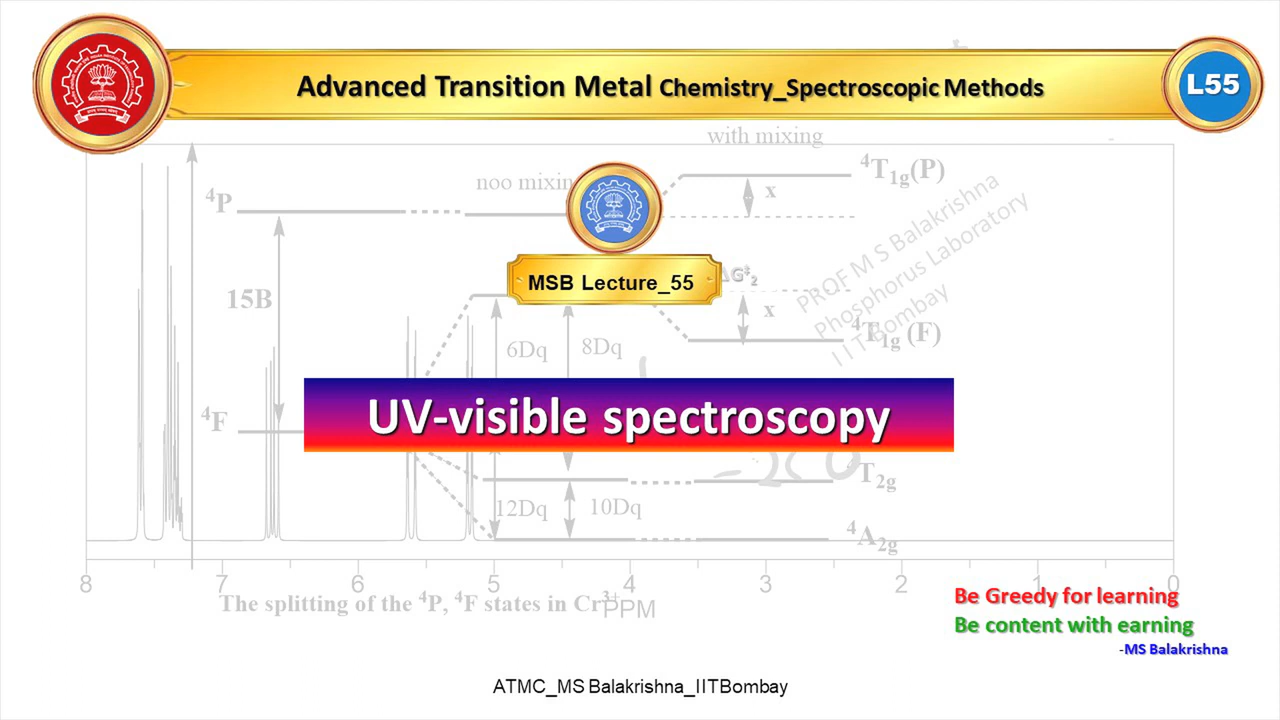 Advanced Transition Metal Chemistry_Spectroscopic Methods
L55
with mixing
noo mixin
⁴T₁g(P)
x
⁴P
15B
MSB Lecture_55
ΔG‡₂
x
PROF M S Balakrishna
Phosphorus Laboratory
I I T Bombay
⁴T₁g (F)
6Dq
8Dq
⁴F
UV-visible spectroscopy
T₂g
12Dq
10Dq
⁴A₂g
8 7 6 5 4 3 2 1 0
The splitting of the ⁴P, ⁴F states in Cr³⁺
PPM
Be Greedy for learning
Be content with earning
-MS Balakrishna
ATMC_MS Balakrishna_IITBombay